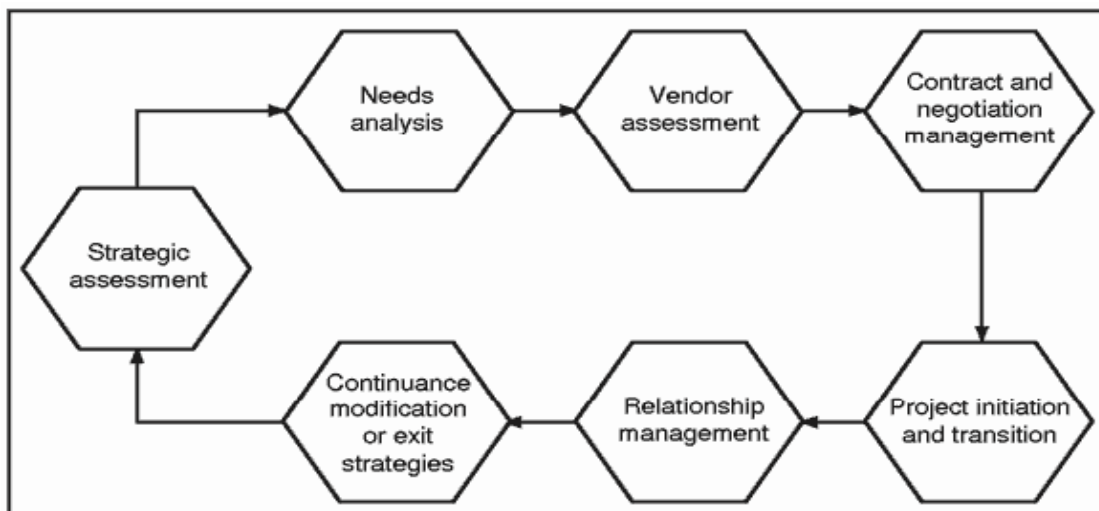 Needs
analysis
Vendor
assessment
Contract and
negotiation
management
Strategic
assessment
Continuance
modification
or exit
strategies
Relationship
management
Project initiation
and transition